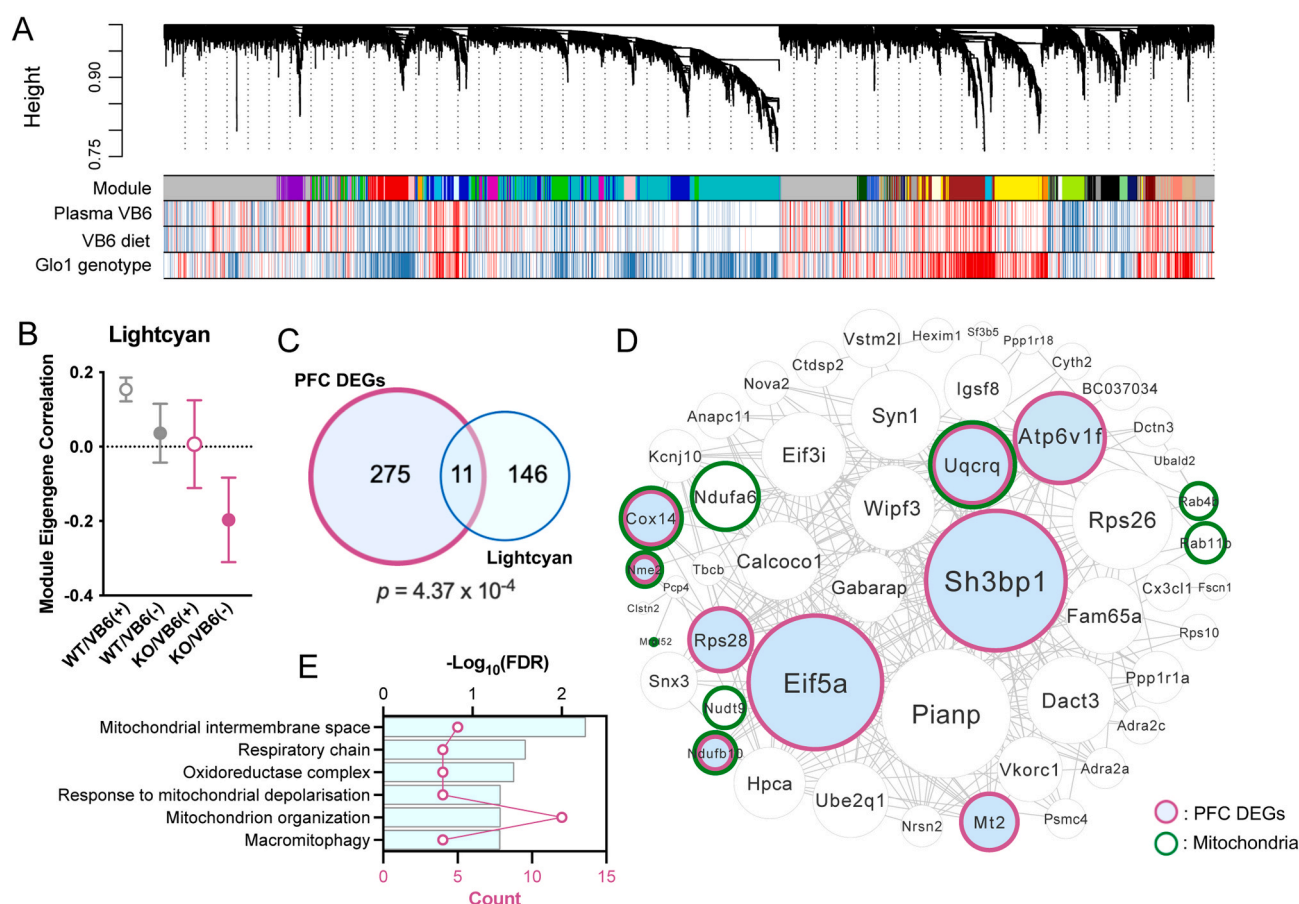 A
Height
0.90
0.75
Module
Plasma VB6
VB6 diet
Glo1 genotype
B
Lightcyan
Module Eigengene Correlation
0.2
0.0
-0.2
-0.4
WT/VB6(+)
WT/VB6(-)
KO/VB6(+)
KO/VB6(-)
C
PFC DEGs
275
11
146
Lightcyan
p = 4.37 x 10-4
D
Vstm2l
Hexim1
Sf3b5
Ppp1r18
Ctdsp2
Cyth2
Nova2
Igsf8
BC037034
Anapc11
Syn1
Atp6v1f
Dctn3
Kcnj10
Eif3i
Uqcrq
Ubald2
Ndufa6
Rab4b
Cox14
Wipf3
Rps26
Rab11b
Nme2
Tbcb
Calcoco1
Gabarap
Sh3bp1
Cx3cl1
Fscn1
Pcp4
Clstn2
Fam65a
Rps10
Mrpl52
Rps28
Snx3
Eif5a
Pianp
Dact3
Ppp1r1a
Nudt9
Adra2c
Ndufb10
Hpca
Ube2q1
Vkorc1
Adra2a
Nrsn2
Mt2
Psmc4
: PFC DEGs
: Mitochondria
E
-Log10(FDR)
0
1
2
Mitochondrial intermembrane space
Respiratory chain
Oxidoreductase complex
Response to mitochondrial depolarisation
Mitochondrion organization
Macromitophagy
0
5
10
15
Count